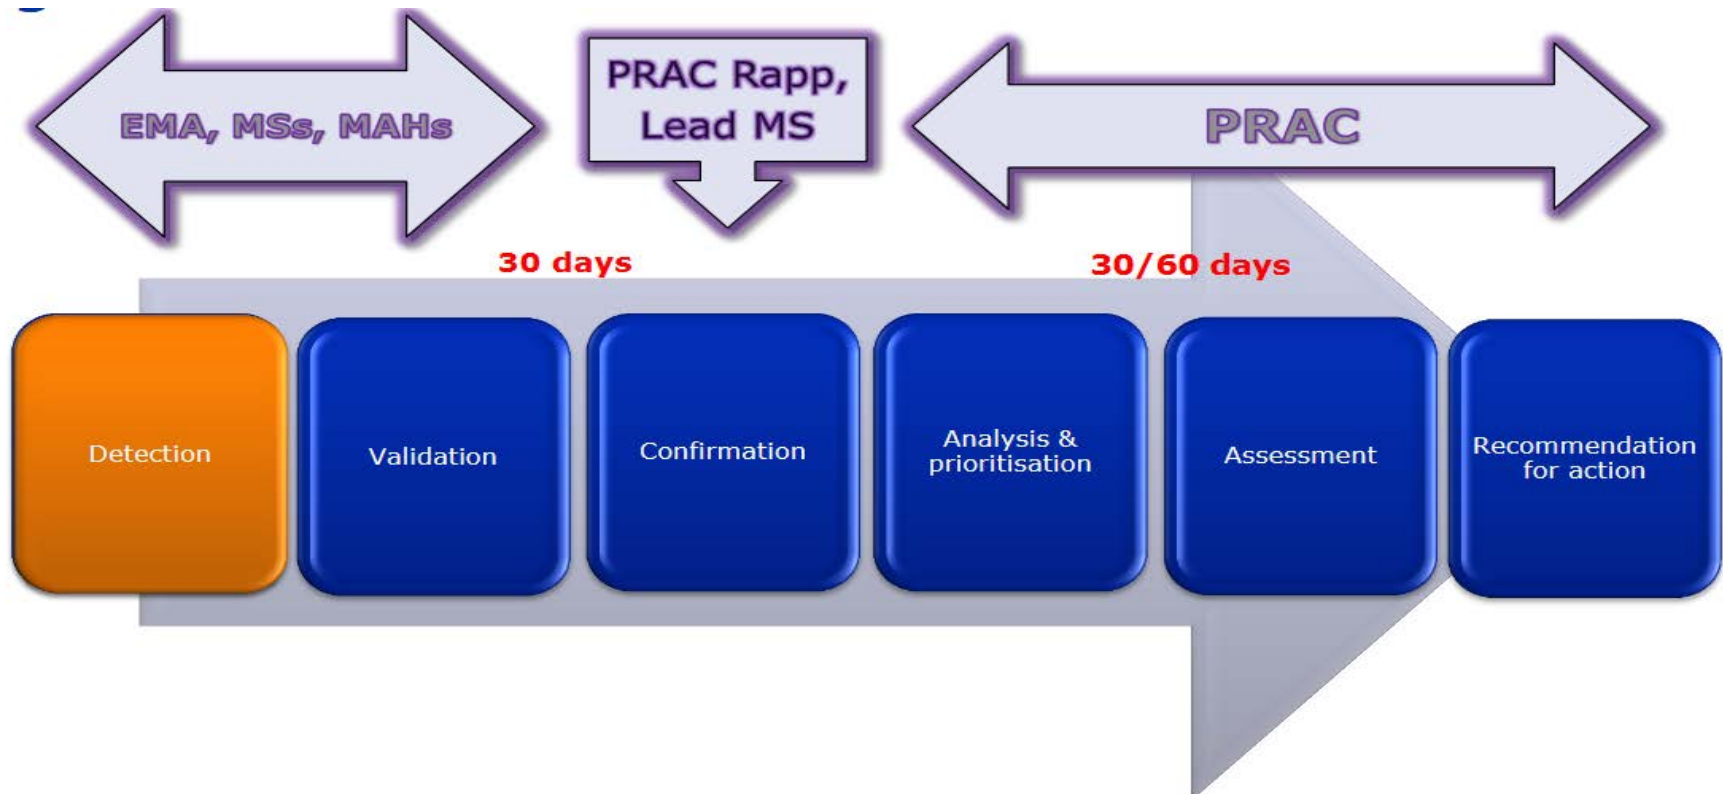 EMA, MSs, MAHs
PRAC Rapp,
Lead MS
PRAC
30 days
30/60 days
Detection
Validation
Confirmation
Analysis &
prioritisation
Assessment
Recommendation
for action